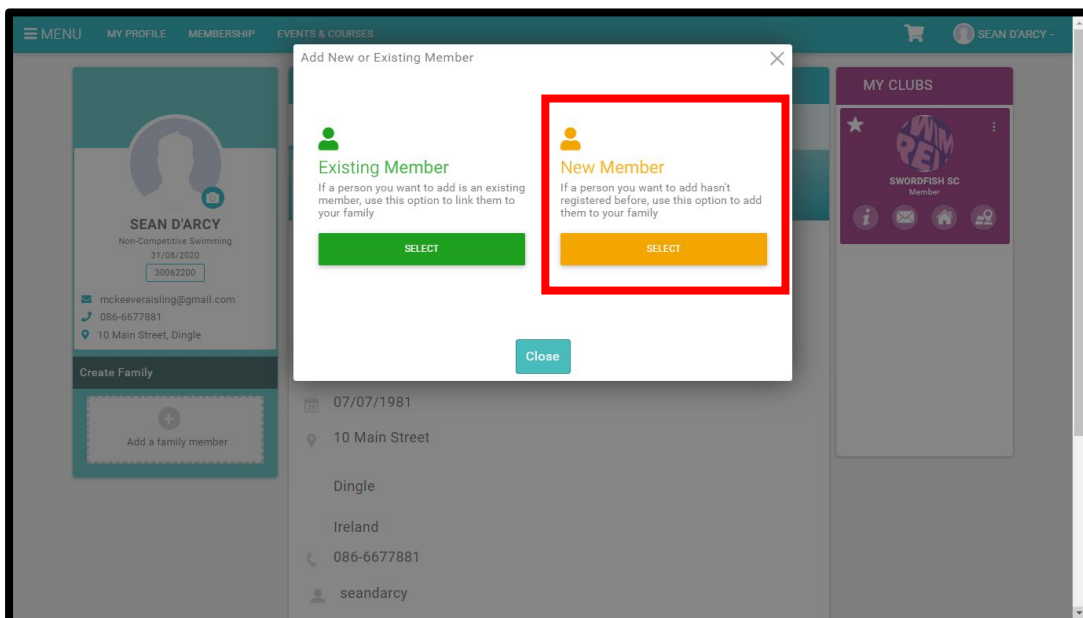 MENU MY PROFILE MEMBERSHIP EVENTS & COURSES SEAN D'ARCY -
Add New or Existing Member
Existing Member
If a person you want to add is an existing
member, use this option to link them to
your family
SELECT
New Member
If a person you want to add hasn't
registered before, use this option to add
them to your family
SELECT
Close
SEAN D'ARCY
Non-Competitive Swimming
31/08/2020
30062200
mckeeveraisling@gmail.com
086-6677881
10 Main Street, Dingle
Create Family
Add a family member
07/07/1981
10 Main Street
Dingle
Ireland
086-6677881
seandarcy
MY CLUBS
SWORDFISH SC
Member